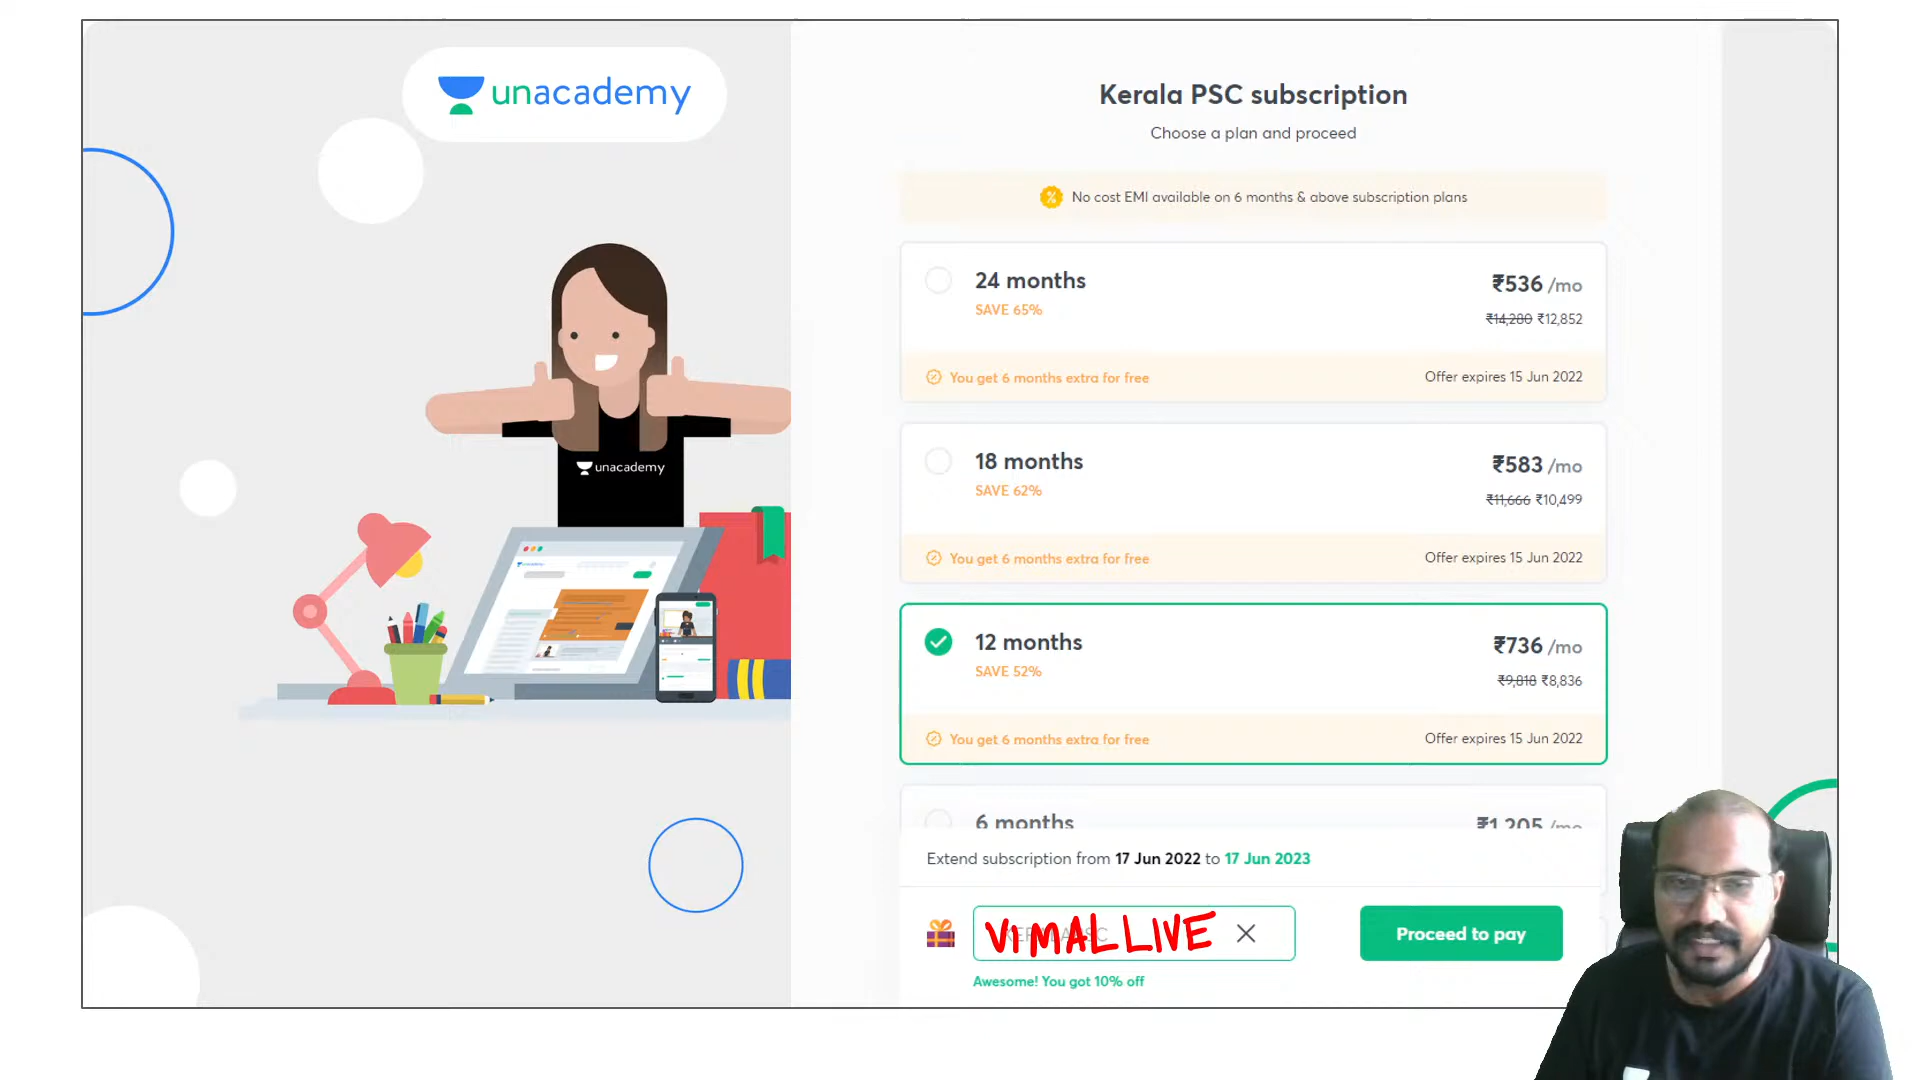 unacademy
Kerala PSC subscription
Choose a plan and proceed
No cost EMI available on 6 months & above subscription plans
24 months
₹536 /mo
SAVE 65%
₹14,280 ₹12,852
You get 6 months extra for free
Offer expires 15 Jun 2022
18 months
₹583 /mo
SAVE 62%
₹11,666 ₹10,499
You get 6 months extra for free
Offer expires 15 Jun 2022
unacademy
12 months
₹736 /mo
SAVE 52%
₹9,818 ₹8,836
You get 6 months extra for free
Offer expires 15 Jun 2022
6 months
₹1,205 /mo
Extend subscription from 17 Jun 2022 to 17 Jun 2023
VIMALLIVE
Proceed to pay
Awesome! You got 10% off